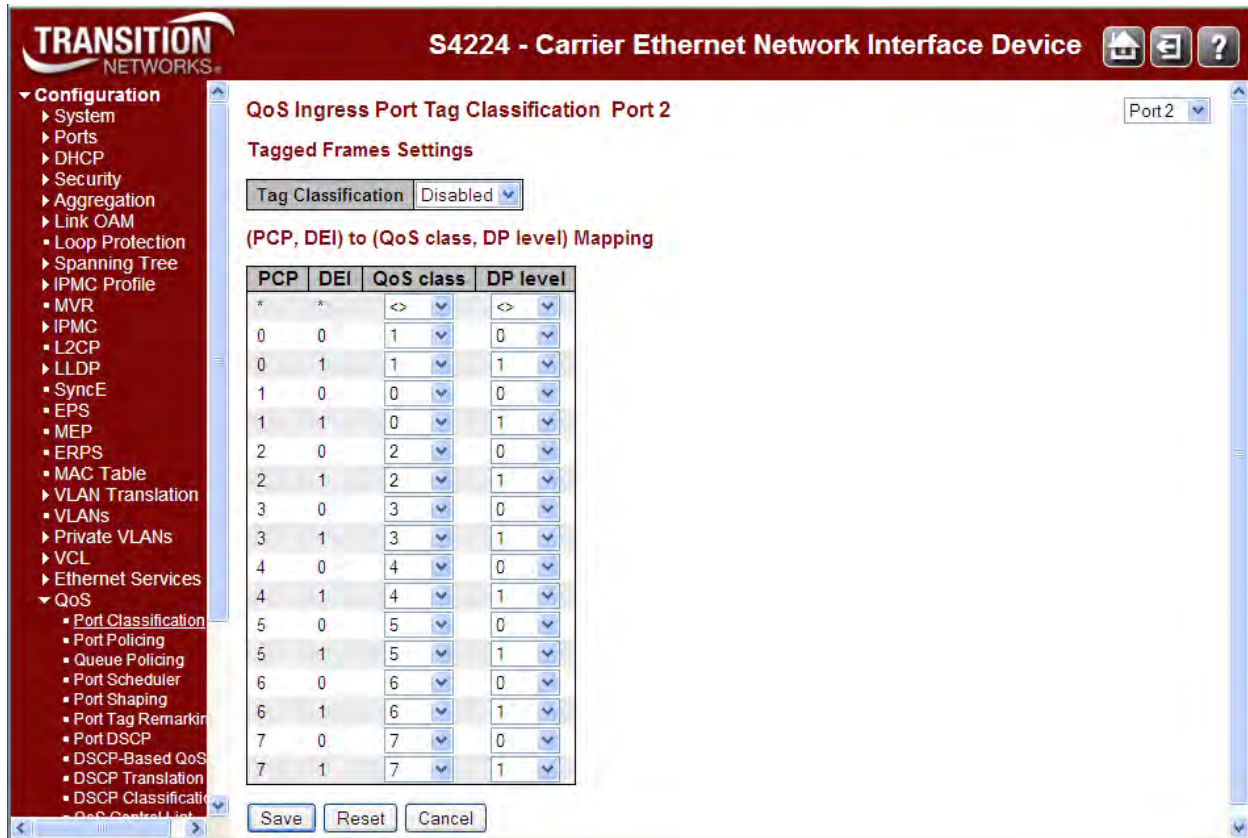 TRANSITION
NETWORKS®
S4224 - Carrier Ethernet Network Interface Device
?
Configuration
System
Ports
DHCP
Security
Aggregation
Link OAM
Loop Protection
Spanning Tree
IPMC Profile
MVR
IPMC
L2CP
LLDP
SyncE
EPS
MEP
ERPS
MAC Table
VLAN Translation
VLANs
Private VLANs
VCL
Ethernet Services
QoS
Port Classification
Port Policing
Queue Policing
Port Scheduler
Port Shaping
Port Tag Remarkin
Port DSCP
DSCP-Based QoS
DSCP Translation
DSCP Classificatio
QoS Control List
QoS Ingress Port Tag Classification Port 2
Port 2
Tagged Frames Settings
Tag Classification Disabled
(PCP, DEI) to (QoS class, DP level) Mapping
PCP DEI QoS class DP level
* * <> <>
0 0 1 0
0 1 1 1
1 0 0 0
1 1 0 1
2 0 2 0
2 1 2 1
3 0 3 0
3 1 3 1
4 0 4 0
4 1 4 1
5 0 5 0
5 1 5 1
6 0 6 0
6 1 6 1
7 0 7 0
7 1 7 1
Save Reset Cancel